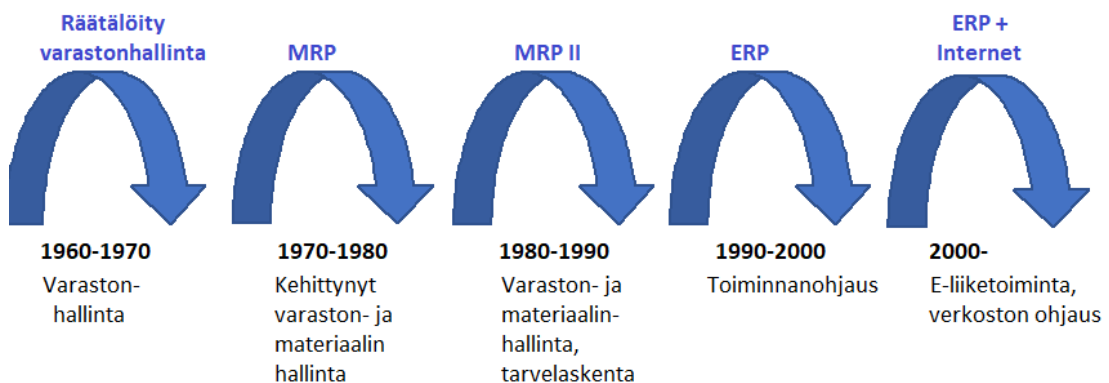 Räätälöity
varastonhallinta
MRP
MRP II
ERP
ERP +
Internet
1960-1970
Varaston-
hallinta
1970-1980
Kehittynyt
varaston- ja
materiaalin
hallinta
1980-1990
Varaston- ja
materiaalin-
hallinta,
tarvelaskenta
1990-2000
Toiminnanohjaus
2000-
E-liiketoiminta,
verkoston ohjaus